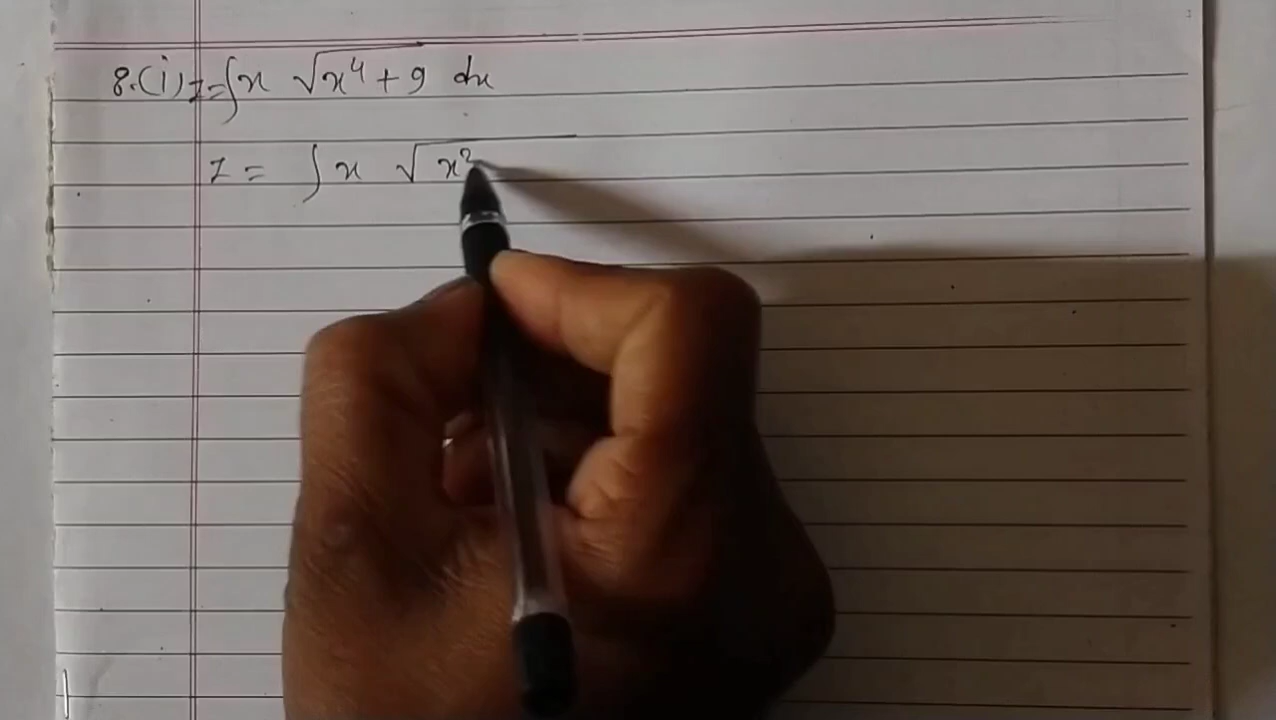 8.(i) I=∫x √x⁴+9 dx
I = ∫ x √x²